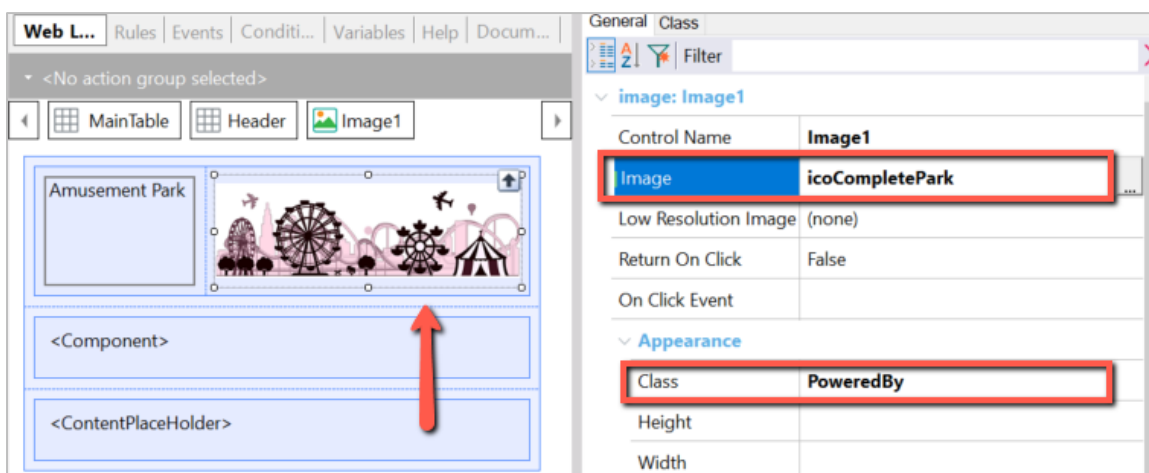 Web L... Rules Events Conditi... Variables Help Docum...
<No action group selected>
MainTable Header Image1
Amusement Park
<Component>
<ContentPlaceHolder>
General Class
A Z Filter
image: Image1
Control Name Image1
Image icoCompletePark ...
Low Resolution Image (none)
Return On Click False
On Click Event
Appearance
Class PoweredBy
Height
Width